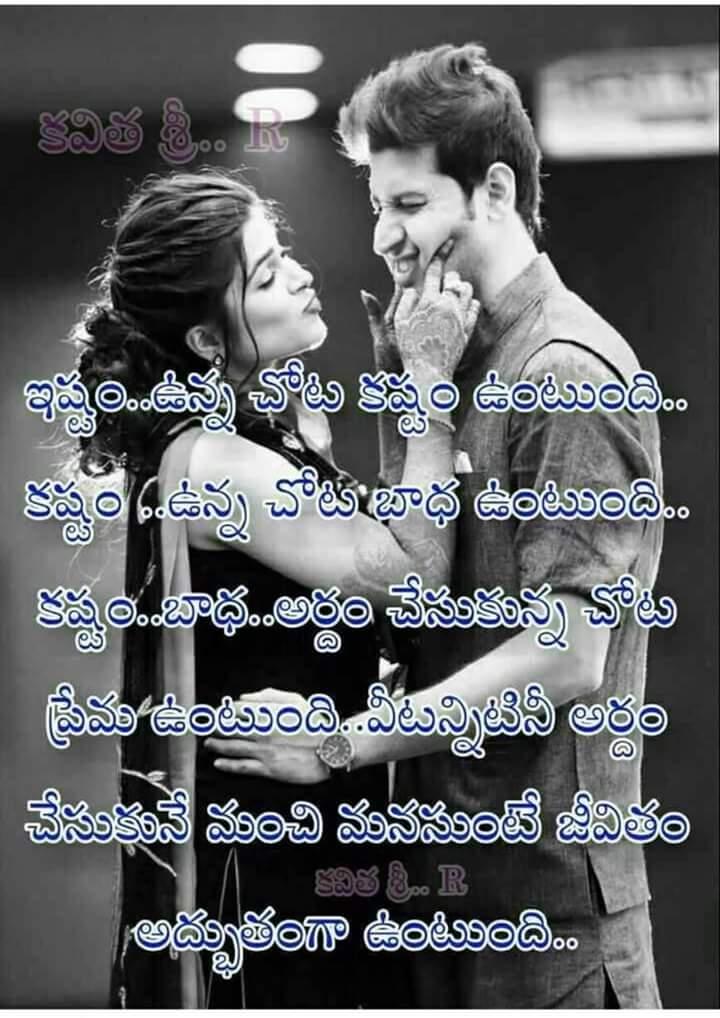 కవిత శ్రీ.. R
ఇష్టం..ఉన్న చోట కష్టం ఉంటుంది..
కష్టం ..ఉన్న చోట బాధ ఉంటుంది..
కష్టం..బాధ..అర్దం చేసుకున్న చోట
ప్రేమ ఉంటుంది..వీటన్నిటినీ అర్దం
చేసుకునే మంచి మనసుంటే జీవితం
కవిత శ్రీ.. R
అద్భుతంగా ఉంటుంది..